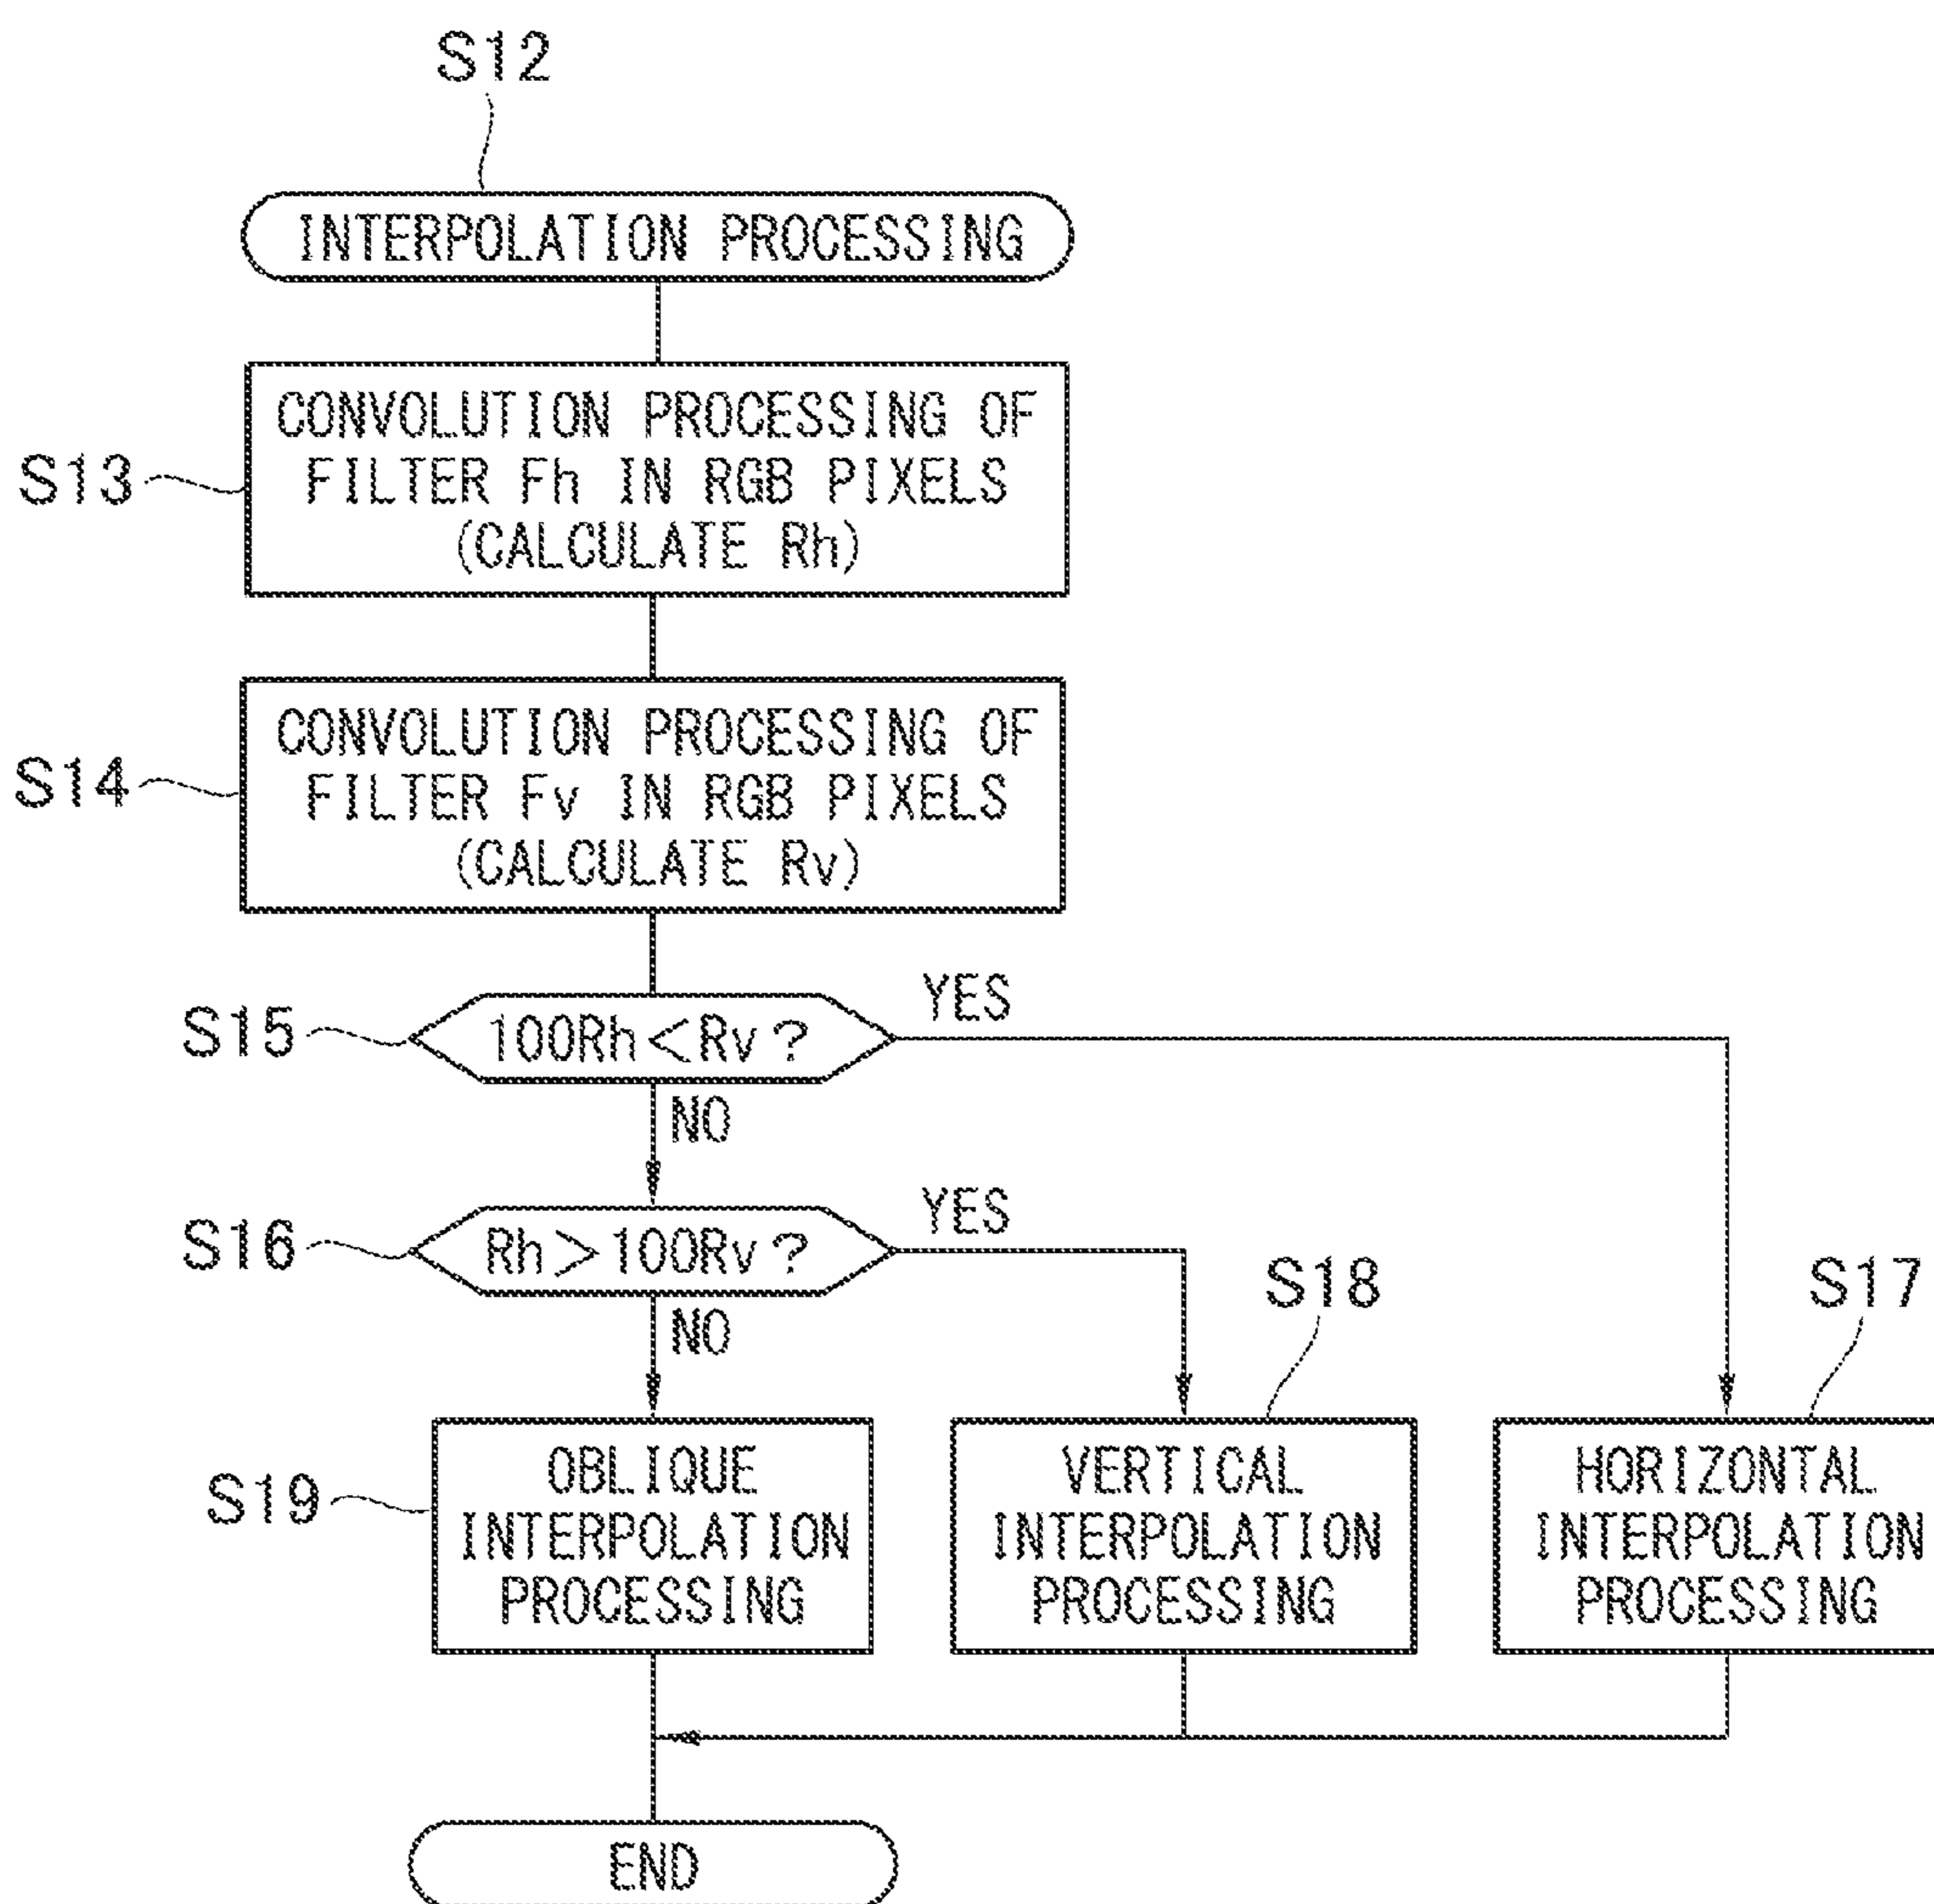 S12
INTERPOLATION PROCESSING
S13
CONVOLUTION PROCESSING OF
FILTER Fh IN RGB PIXELS
(CALCULATE Rh)
S14
CONVOLUTION PROCESSING OF
FILTER Fv IN RGB PIXELS
(CALCULATE Rv)
S15
100Rh<Rv?
YES
NO
S16
Rh>100Rv?
YES
NO
S18
S17
S19
OBLIQUE
INTERPOLATION
PROCESSING
VERTICAL
INTERPOLATION
PROCESSING
HORIZONTAL
INTERPOLATION
PROCESSING
END